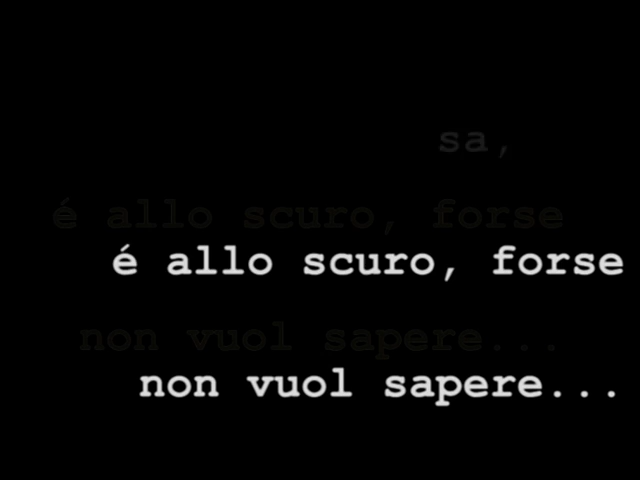 sa,
é allo scuro, forse
é allo scuro, forse
non vuol sapere...
non vuol sapere...